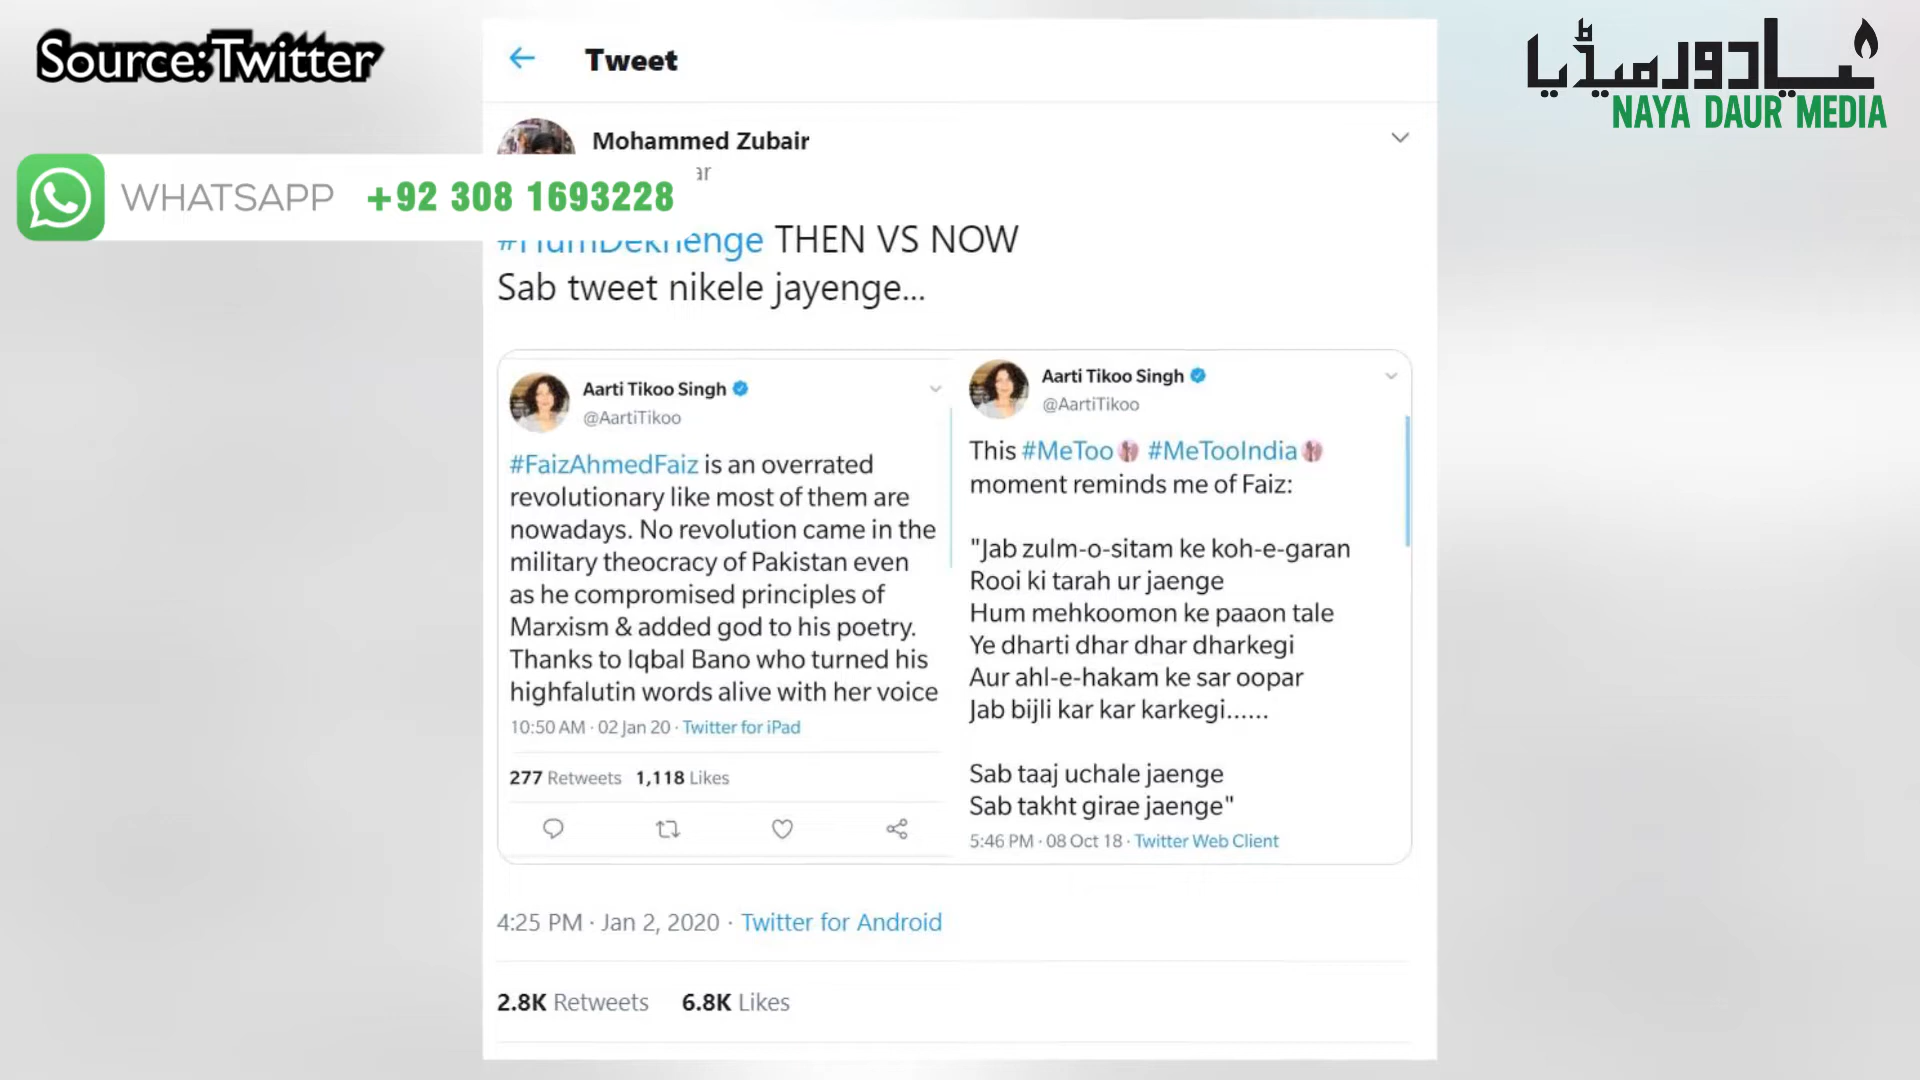 Source:Twitter
نیادورمیڈیا
NAYA DAUR MEDIA
Tweet
Mohammed Zubair
WHATSAPP +92 308 1693228
#HumDekhenge THEN VS NOW
Sab tweet nikele jayenge...
Aarti Tikoo Singh
@AartiTikoo
#FaizAhmedFaiz is an overrated
revolutionary like most of them are
nowadays. No revolution came in the
military theocracy of Pakistan even
as he compromised principles of
Marxism & added god to his poetry.
Thanks to Iqbal Bano who turned his
highfalutin words alive with her voice
10:50 AM · 02 Jan 20 · Twitter for iPad
277 Retweets 1,118 Likes
Aarti Tikoo Singh
@AartiTikoo
This #MeToo #MeTooIndia
moment reminds me of Faiz:
"Jab zulm-o-sitam ke koh-e-garan
Rooi ki tarah ur jaenge
Hum mehkoomon ke paaon tale
Ye dharti dhar dhar dharkegi
Aur ahl-e-hakam ke sar oopar
Jab bijli kar kar karkegi......
Sab taaj uchale jaenge
Sab takht girae jaenge"
5:46 PM · 08 Oct 18 · Twitter Web Client
4:25 PM · Jan 2, 2020 · Twitter for Android
2.8K Retweets 6.8K Likes